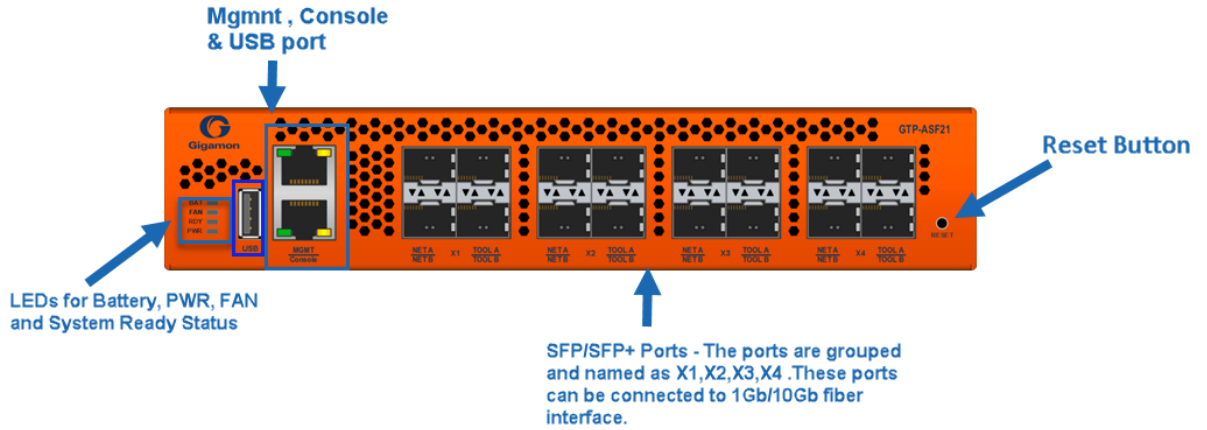 Mgmnt , Console
& USB port
Gigamon
GTP-ASF21
Reset Button
BAT
FAN
RDY
PWR
USB
MGMT
Console
NET A
NET B
X1
TOOL A
TOOL B
NET A
NET B
X2
TOOL A
TOOL B
NET A
NET B
X3
TOOL A
TOOL B
NET A
NET B
X4
TOOL A
TOOL B
RESET
LEDs for Battery, PWR, FAN
and System Ready Status
SFP/SFP+ Ports - The ports are grouped
and named as X1,X2,X3,X4 .These ports
can be connected to 1Gb/10Gb fiber
interface.